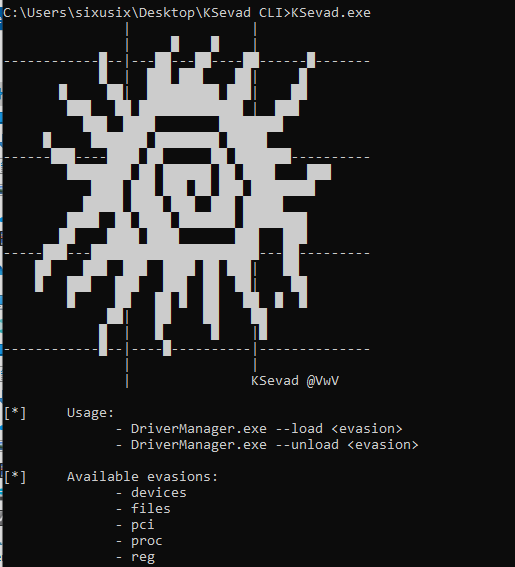 C:\Users\sixusix\Desktop\KSevad CLI>KSevad.exe
KSevad @VwV
[*] Usage:
- DriverManager.exe --load <evasion>
- DriverManager.exe --unload <evasion>
[*] Available evasions:
- devices
- files
- pci
- proc
- reg